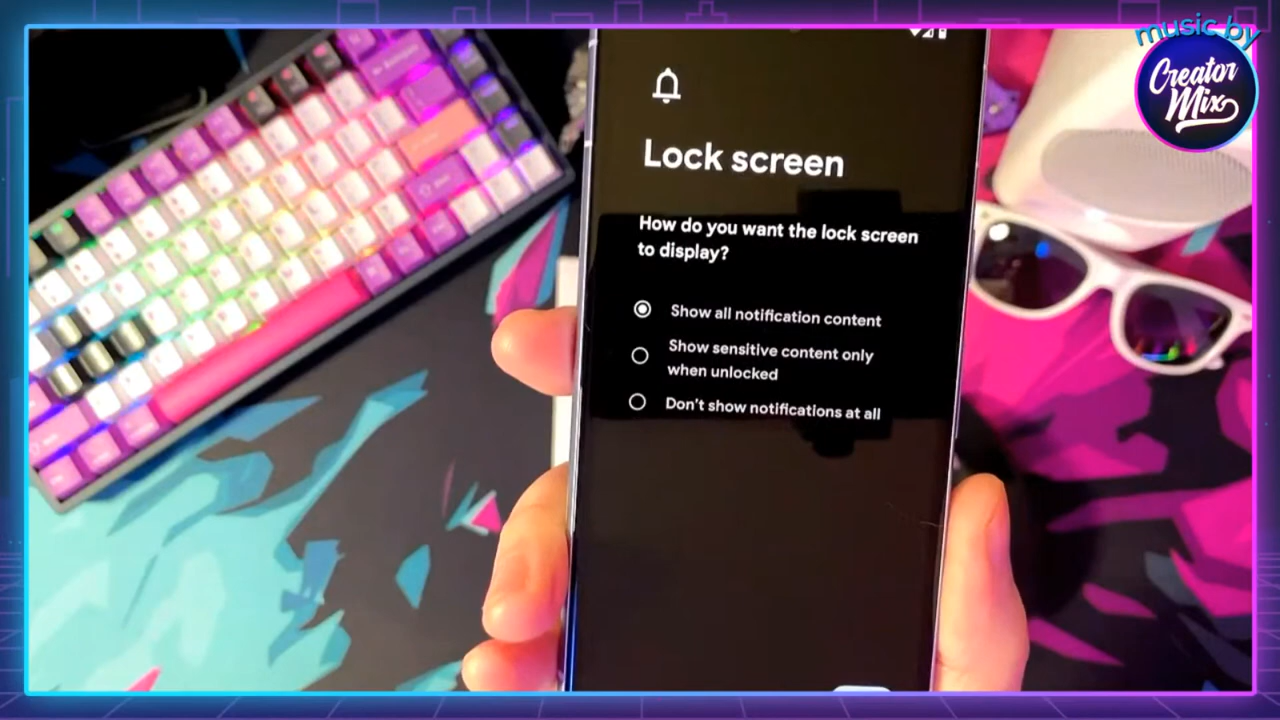 music by
Creator
Mix
Lock screen
How do you want the lock screen
to display?
Show all notification content
Show sensitive content only
when unlocked
Don't show notifications at all